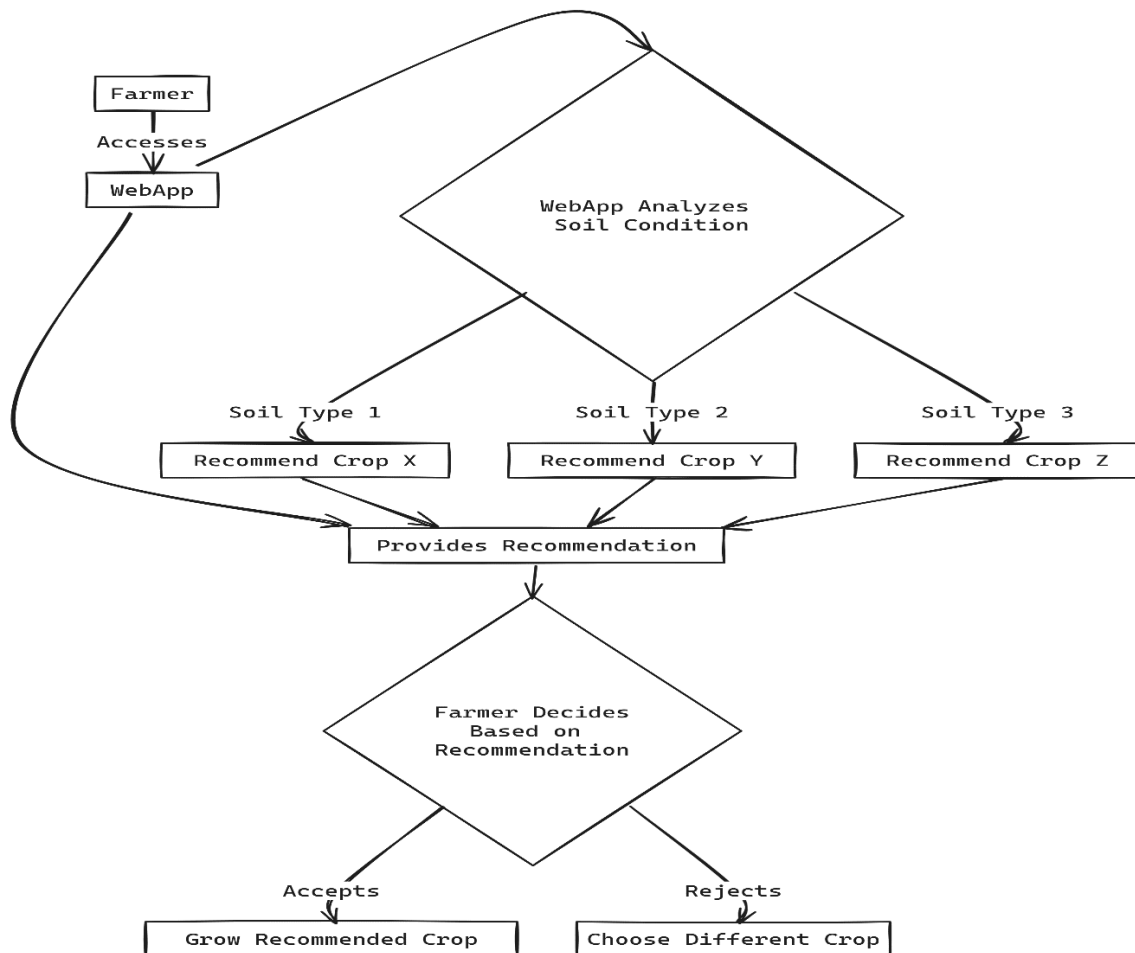 Farmer
Accesses
WebApp
WebApp Analyzes
Soil Condition
Soil Type 1
Soil Type 2
Soil Type 3
Recommend Crop X
Recommend Crop Y
Recommend Crop Z
Provides Recommendation
Farmer Decides
Based on
Recommendation
Accepts
Rejects
Grow Recommended Crop
Choose Different Crop